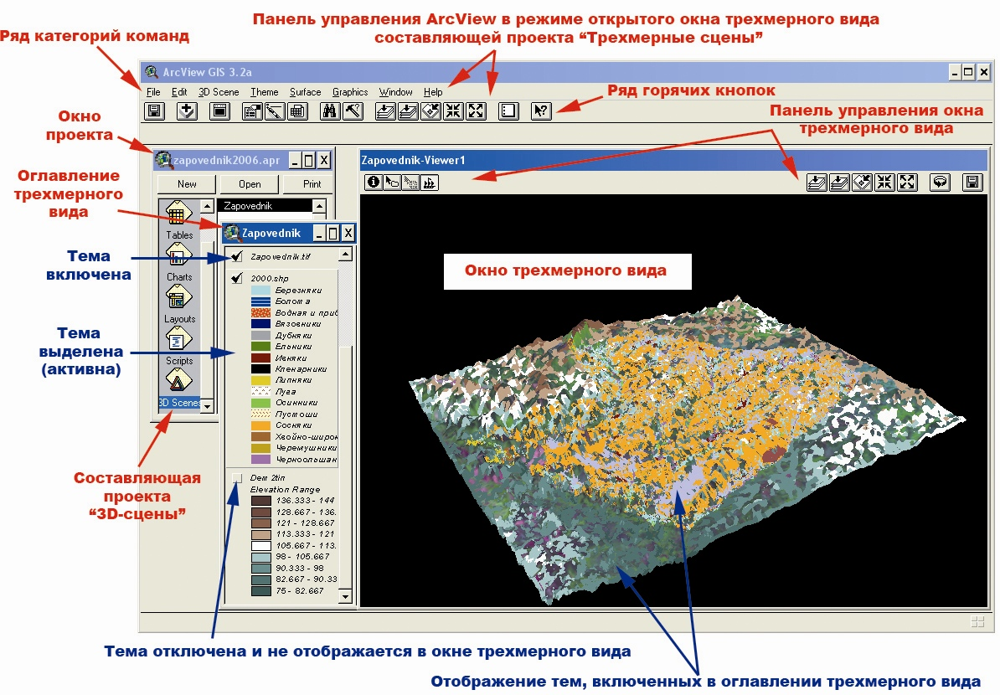 Панель управления ArcView в режиме открытого окна трехмерного вида
составляющей проекта “Трехмерные сцены”
Ряд категорий команд
ArcView GIS 3.2a
File Edit 3D Scene Theme Surface Graphics Window Help
Ряд горячих кнопок
Панель управления окна
трехмерного вида
Окно
проекта
zapovednik2006.apr
New Open Print
Zapovednik
Tables
Charts
Layouts
Scripts
3D Scenes
Оглавление
трехмерного
вида
Zapovednik
Zapovednik.tif
2000.shp
Березняки
Болота
Водная и приб
Вязовники
Дубняки
Ельники
Ивняки
Кленарники
Липняки
Луга
Осинники
Пустоши
Сосняки
Хвойно-широк
Черемушники
Черноольшан
Dem 2tin
Elevation Range
136.333 - 144
128.667 - 136.
121 - 128.667
113.333 - 121
105.667 - 113.
98 - 105.667
90.333 - 98
82.667 - 90.33
75 - 82.667
Тема
включена
Тема
выделена
(активна)
Составляющая
проекта
“3D-сцены”
Zapovednik-Viewer1
Окно трехмерного вида
Тема отключена и не отображается в окне трехмерного вида
Отображение тем, включенных в оглавлении трехмерного вида